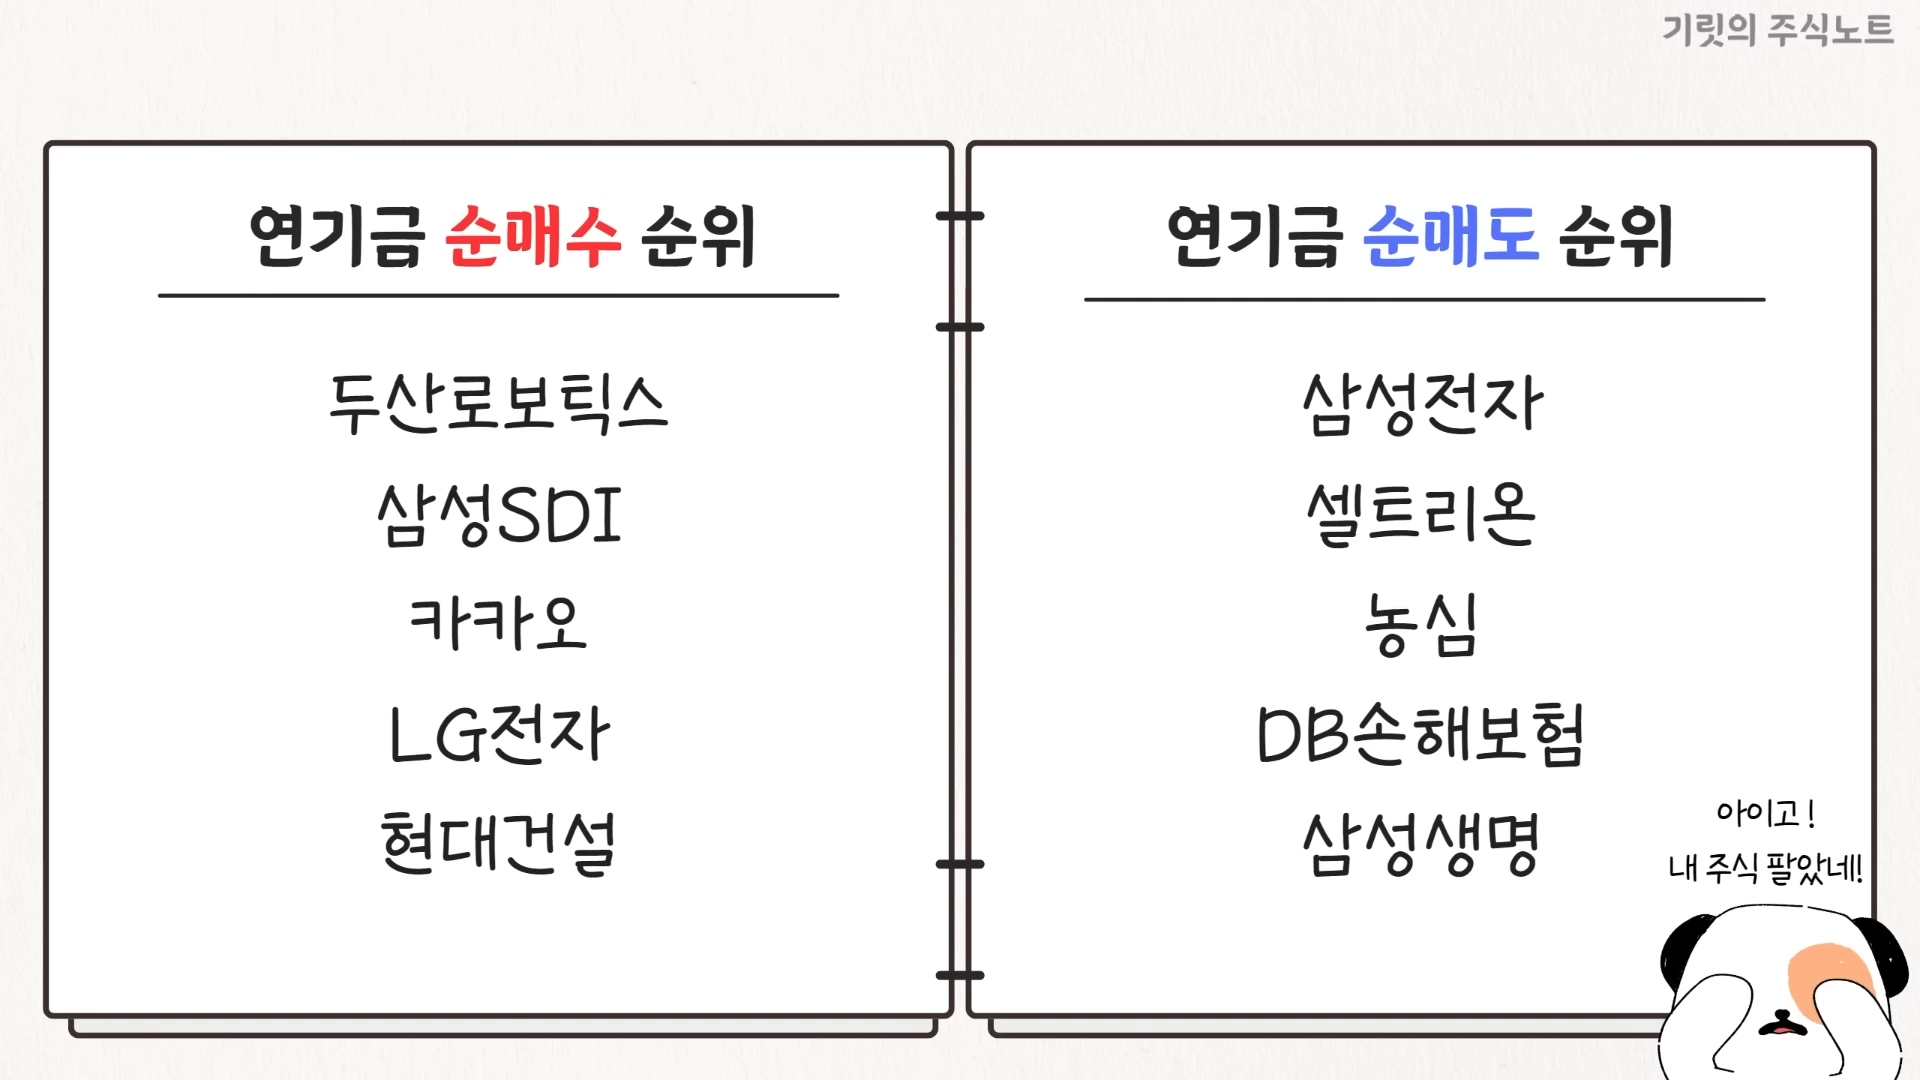 기릿의 주식노트
연기금 순매수 순위
두산로보틱스
삼성SDI
카카오
LG전자
현대건설
연기금 순매도 순위
삼성전자
셀트리온
농심
DB손해보험
삼성생명
아이고!
내 주식 팔았네!